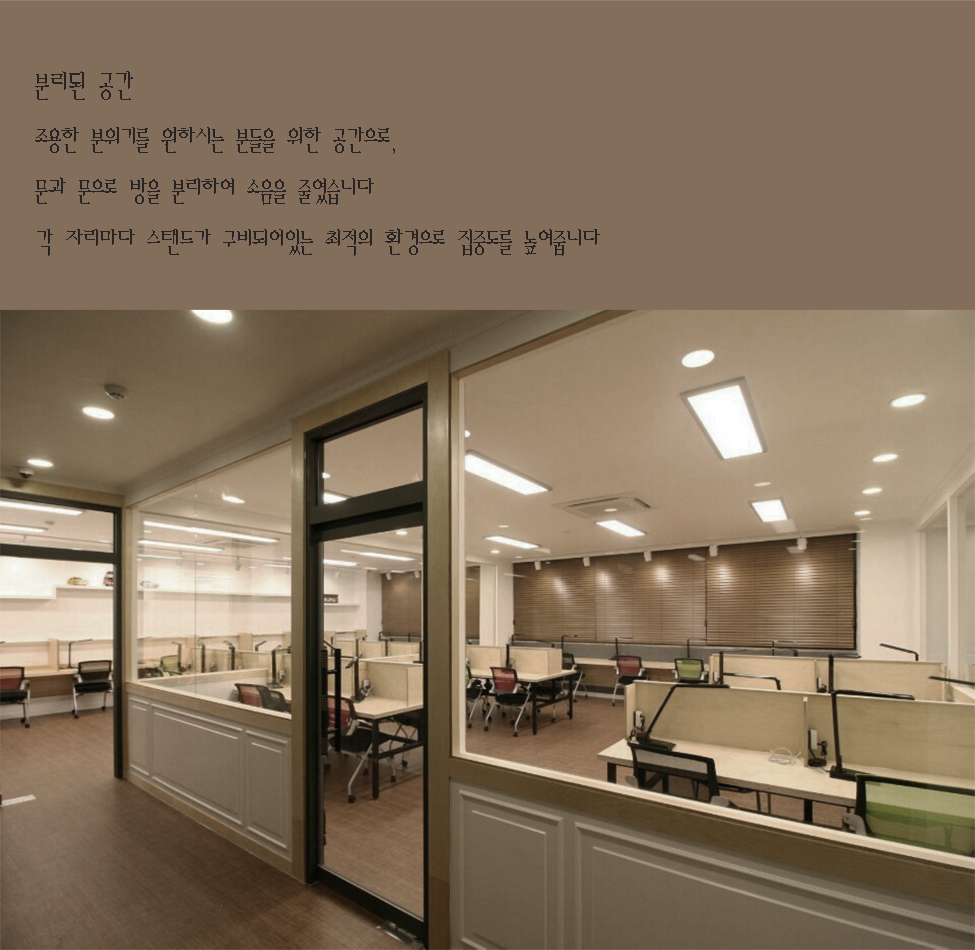 분리된 공간
조용한 분위기를 원하시는 분들을 위한 공간으로,
문과 문으로 방을 분리하여 소음을 줄였습니다
각 자리마다 스탠드가 구비되어있는 최적의 환경으로 집중도를 높여줍니다